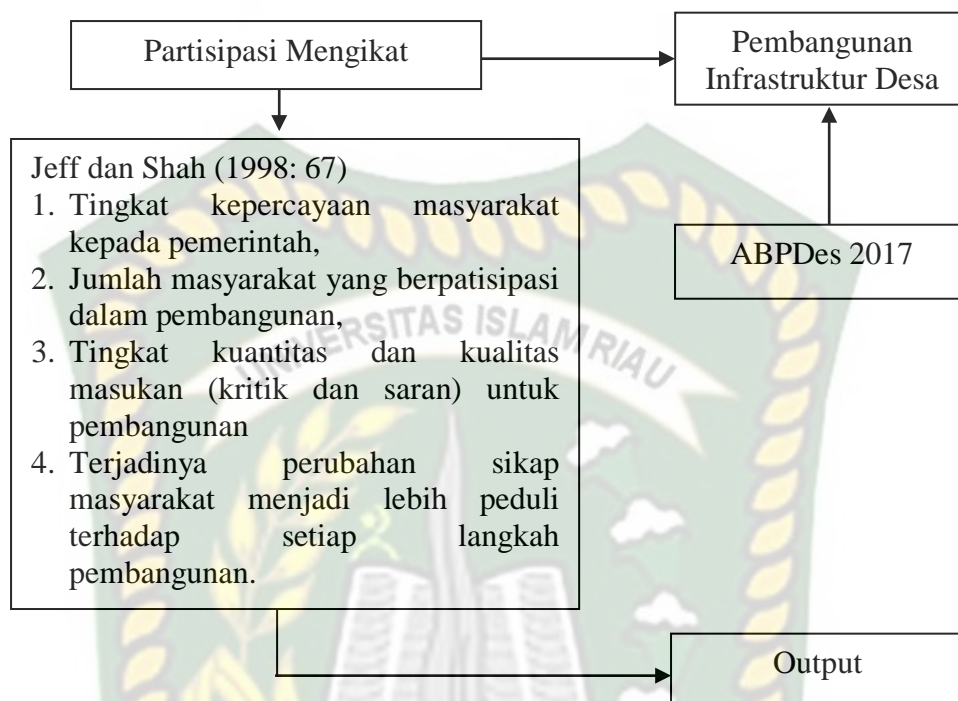 Partisipasi Mengikat
Pembangunan
Infrastruktur Desa
Jeff dan Shah (1998: 67)
1. Tingkat kepercayaan masyarakat
kepada pemerintah,
2. Jumlah masyarakat yang berpatisipasi
dalam pembangunan,
3. Tingkat kuantitas dan kualitas
masukan (kritik dan saran) untuk
pembangunan
4. Terjadinya perubahan sikap
masyarakat menjadi lebih peduli
terhadap setiap langkah
pembangunan.
ABPDes 2017
UNIVERSITAS ISLAM RIAU
Output